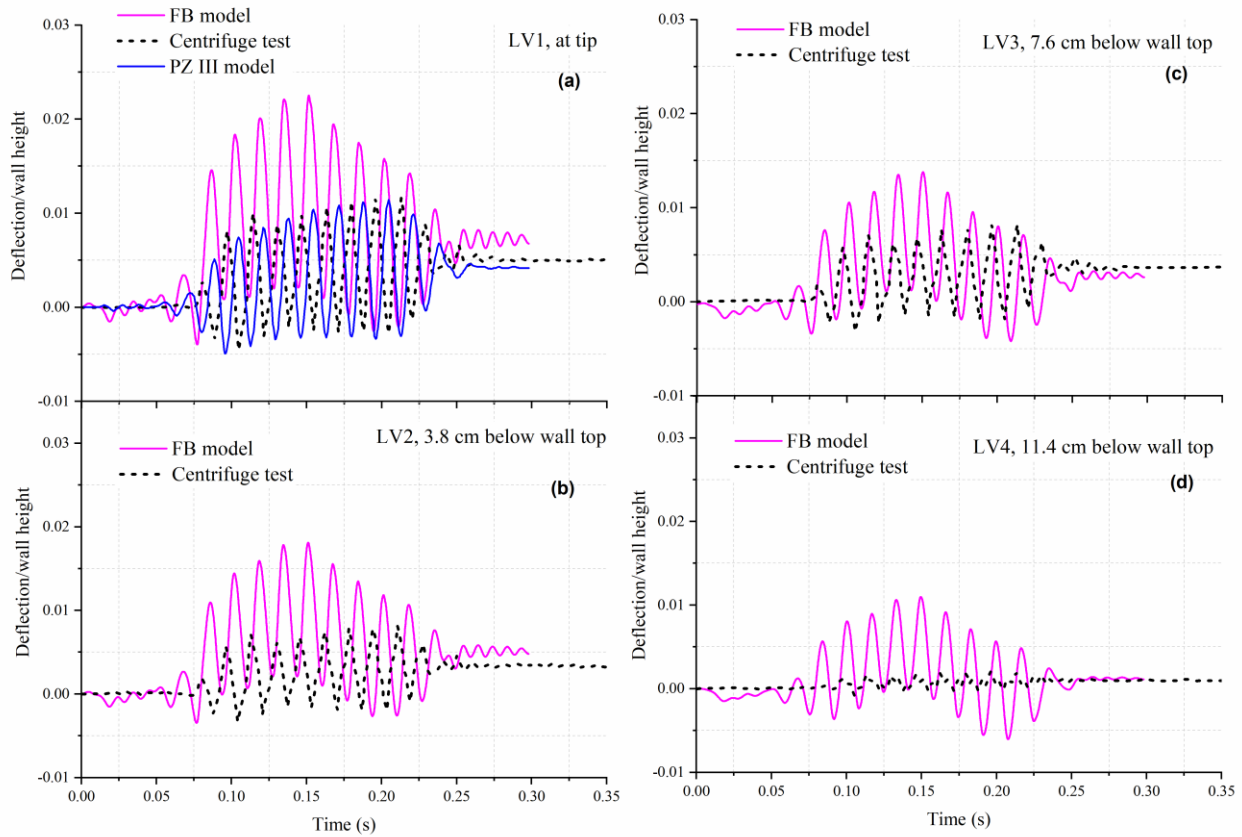 FB model
Centrifuge test
PZ III model
LV1, at tip
(a)
0.03
0.02
0.01
0.00
-0.01
Deflection/wall height
FB model
Centrifuge test
LV3, 7.6 cm below wall top
(c)
0.03
0.02
0.01
0.00
-0.01
Deflection/wall height
FB model
Centrifuge test
LV2, 3.8 cm below wall top
(b)
0.03
0.02
0.01
0.00
-0.01
Deflection/wall height
0.00 0.05 0.10 0.15 0.20 0.25 0.30 0.35
Time (s)
FB model
Centrifuge test
LV4, 11.4 cm below wall top
(d)
0.03
0.02
0.01
0.00
-0.01
Deflection/wall height
0.00 0.05 0.10 0.15 0.20 0.25 0.30 0.35
Time (s)